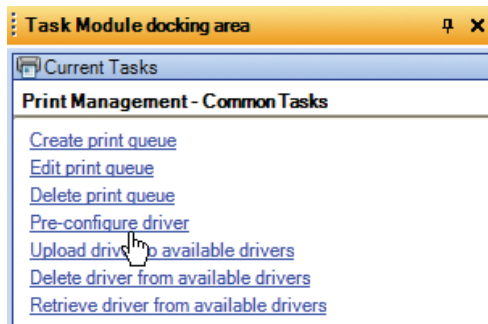 Task Module docking area
Current Tasks
Print Management - Common Tasks
Create print queue
Edit print queue
Delete print queue
Pre-configure driver
Upload available drivers
Delete driver from available drivers
Retrieve driver from available drivers